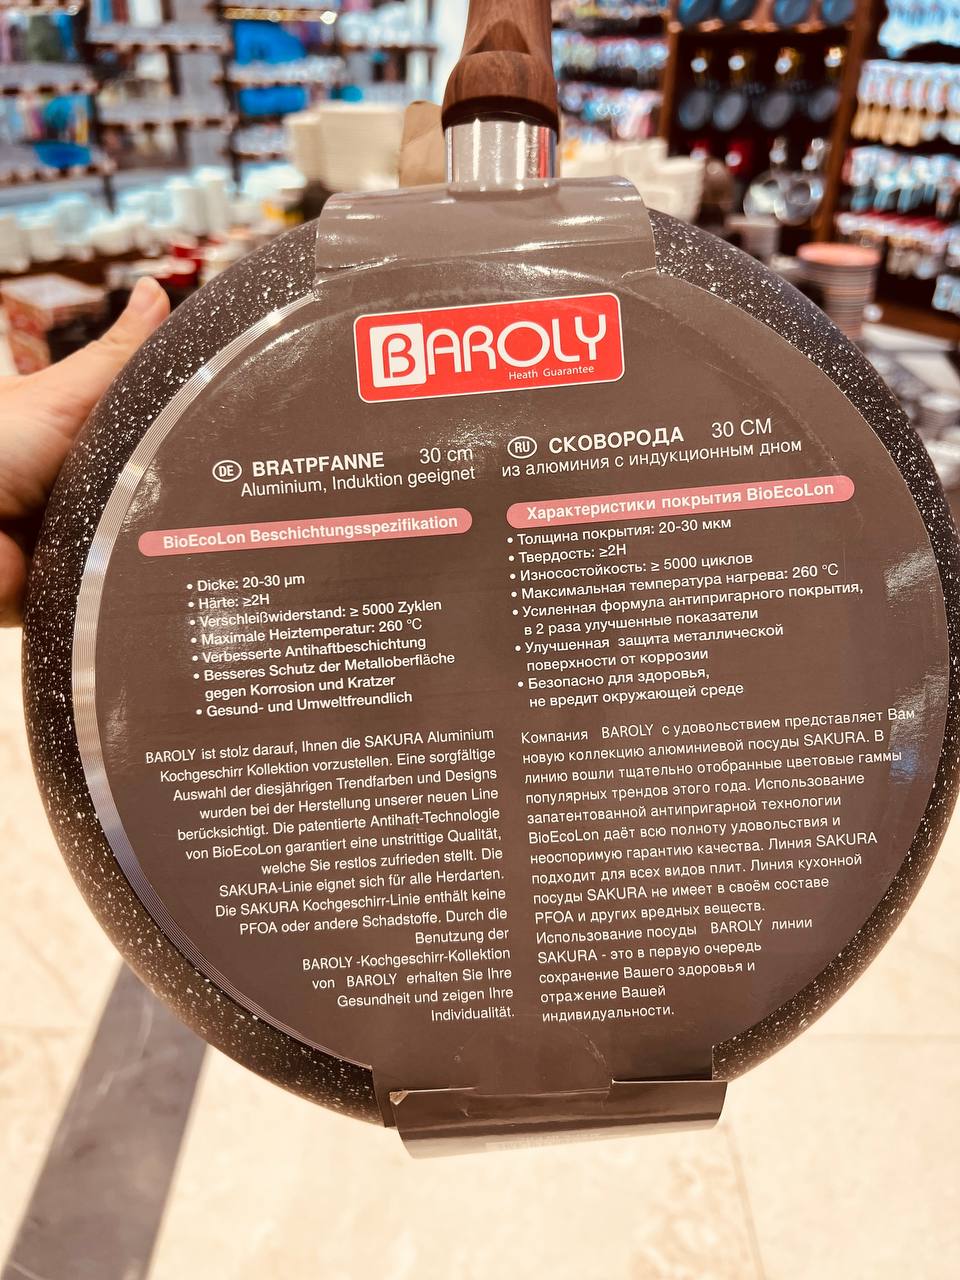 BAROLY
Heath Guarantee
DE BRATPFANNE 30 cm
Aluminium, Induktion geeignet
BioEcoLon Beschichtungsspezifikation
• Dicke: 20-30 µm
• Härte: ≥2H
• Verschleißwiderstand: ≥ 5000 Zyklen
• Maximale Heiztemperatur: 260 °C
• Verbesserte Antihaftbeschichtung
• Besseres Schutz der Metalloberfläche
gegen Korrosion und Kratzer
• Gesund- und Umweltfreundlich
BAROLY ist stolz darauf, Ihnen die SAKURA Aluminium
Kochgeschirr Kollektion vorzustellen. Eine sorgfältige
Auswahl der diesjährigen Trendfarben und Designs
wurden bei der Herstellung unserer neuen Line
berücksichtigt. Die patentierte Antihaft-Technologie
von BioEcoLon garantiert eine unstrittige Qualität,
welche Sie restlos zufrieden stellt. Die
SAKURA-Linie eignet sich für alle Herdarten.
Die SAKURA Kochgeschirr-Linie enthält keine
PFOA oder andere Schadstoffe. Durch die
Benutzung der
BAROLY -Kochgeschirr-Kollektion
von BAROLY erhalten Sie Ihre
Gesundheit und zeigen Ihre
Individualität.
RU СКОВОРОДА 30 СМ
из алюминия с индукционным дном
Характеристики покрытия BioEcoLon
• Толщина покрытия: 20-30 мкм
• Твердость: ≥2H
• Износостойкость: ≥ 5000 циклов
• Максимальная температура нагрева: 260 °C
• Усиленная формула антипригарного покрытия,
в 2 раза улучшенные показатели
• Улучшенная защита металлической
поверхности от коррозии
• Безопасно для здоровья,
не вредит окружающей среде
Компания BAROLY с удовольствием представляет Вам
новую коллекцию алюминиевой посуды SAKURA. В
линию вошли тщательно отобранные цветовые гаммы
популярных трендов этого года. Использование
запатентованной антипригарной технологии
BioEcoLon даёт всю полноту удовольствия и
неоспоримую гарантию качества. Линия SAKURA
подходит для всех видов плит. Линия кухонной
посуды SAKURA не имеет в своём составе
PFOA и других вредных веществ.
Использование посуды BAROLY линии
SAKURA - это в первую очередь
сохранение Вашего здоровья и
отражение Вашей
индивидуальности.